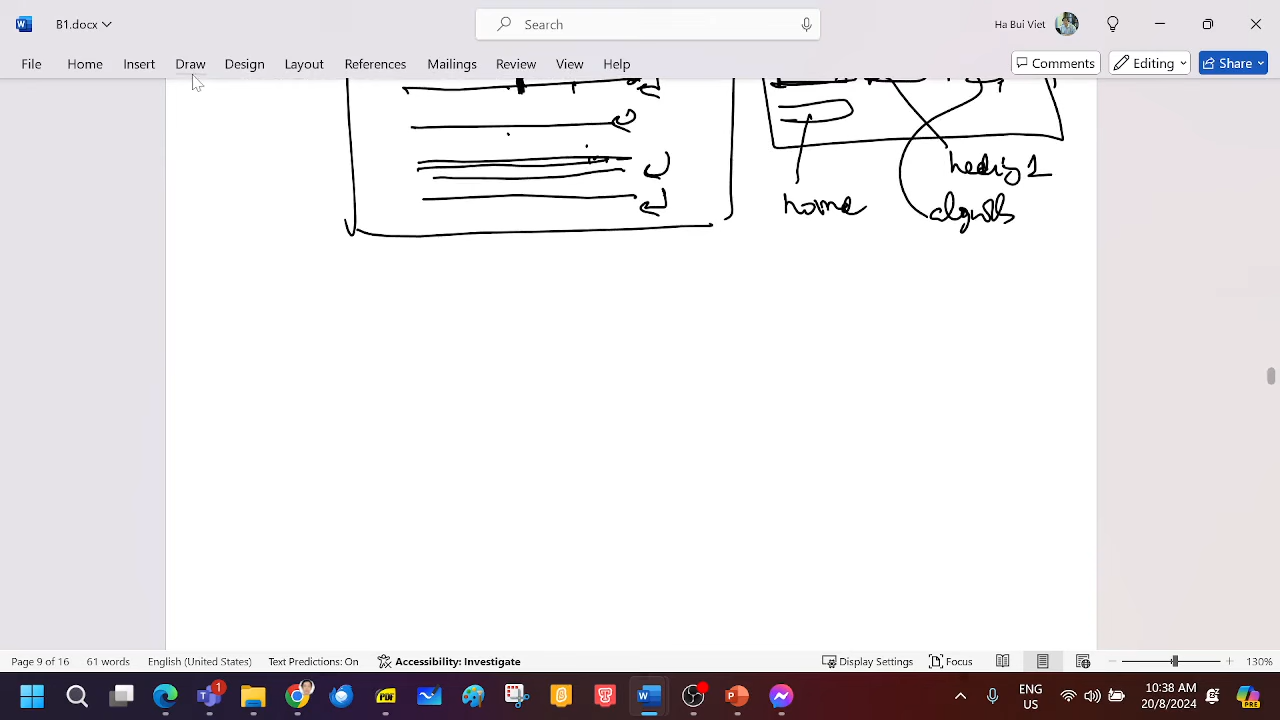 B1.docx
Search
Ha Bui Viet
File Home Insert Draw Design Layout References Mailings Review View Help
Comments Editing Share
home
Page 9 of 16 61 words English (United States) Text Predictions: On Accessibility: Investigate Display Settings Focus 130%
1 PDF ENG US 10:38 AM 20/8/2024 PRE